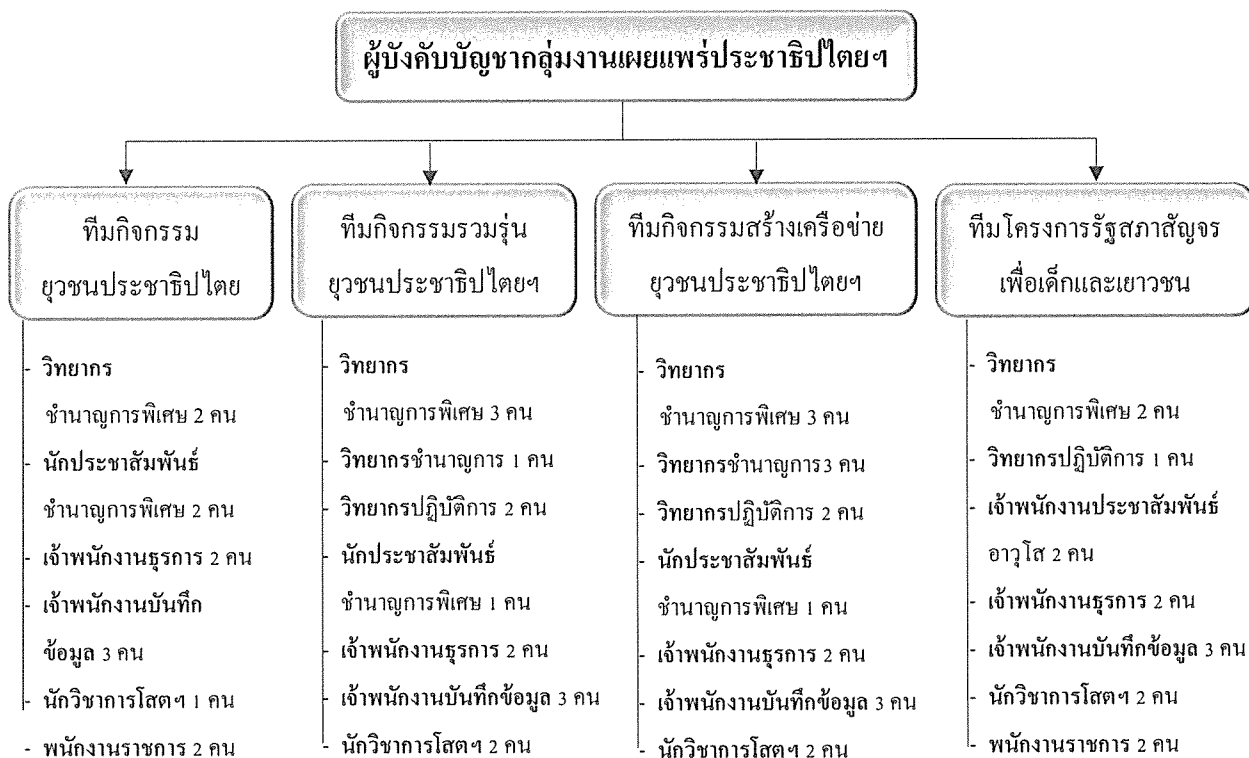 ผู้บังคับบัญชากลุ่มงานเผยแพร่ประชาธิปไตยฯ
ทีมกิจกรรม
ยุวชนประชาธิปไตย
- วิทยากร
ชำนาญการพิเศษ 2 คน
- นักประชาสัมพันธ์
ชำนาญการพิเศษ 2 คน
- เจ้าพนักงานธุรการ 2 คน
- เจ้าพนักงานบันทึก
ข้อมูล 3 คน
- นักวิชาการโสตฯ 1 คน
- พนักงานราชการ 2 คน
ทีมกิจกรรมรวมรุ่น
ยุวชนประชาธิปไตยฯ
- วิทยากร
ชำนาญการพิเศษ 3 คน
- วิทยากรชำนาญการ 1 คน
- วิทยากรปฏิบัติการ 2 คน
- นักประชาสัมพันธ์
ชำนาญการพิเศษ 1 คน
- เจ้าพนักงานธุรการ 2 คน
- เจ้าพนักงานบันทึกข้อมูล 3 คน
- นักวิชาการโสตฯ 2 คน
ทีมกิจกรรมสร้างเครือข่าย
ยุวชนประชาธิปไตยฯ
- วิทยากร
ชำนาญการพิเศษ 3 คน
- วิทยากรชำนาญการ3 คน
- วิทยากรปฏิบัติการ 2 คน
- นักประชาสัมพันธ์
ชำนาญการพิเศษ 1 คน
- เจ้าพนักงานธุรการ 2 คน
- เจ้าพนักงานบันทึกข้อมูล 3 คน
- นักวิชาการโสตฯ 2 คน
ทีมโครงการรัฐสภาสัญจร
เพื่อเด็กและเยาวชน
- วิทยากร
ชำนาญการพิเศษ 2 คน
- วิทยากรปฏิบัติการ 1 คน
- เจ้าพนักงานประชาสัมพันธ์
อาวุโส 2 คน
- เจ้าพนักงานธุรการ 2 คน
- เจ้าพนักงานบันทึกข้อมูล 3 คน
- นักวิชาการโสตฯ 2 คน
- พนักงานราชการ 2 คน